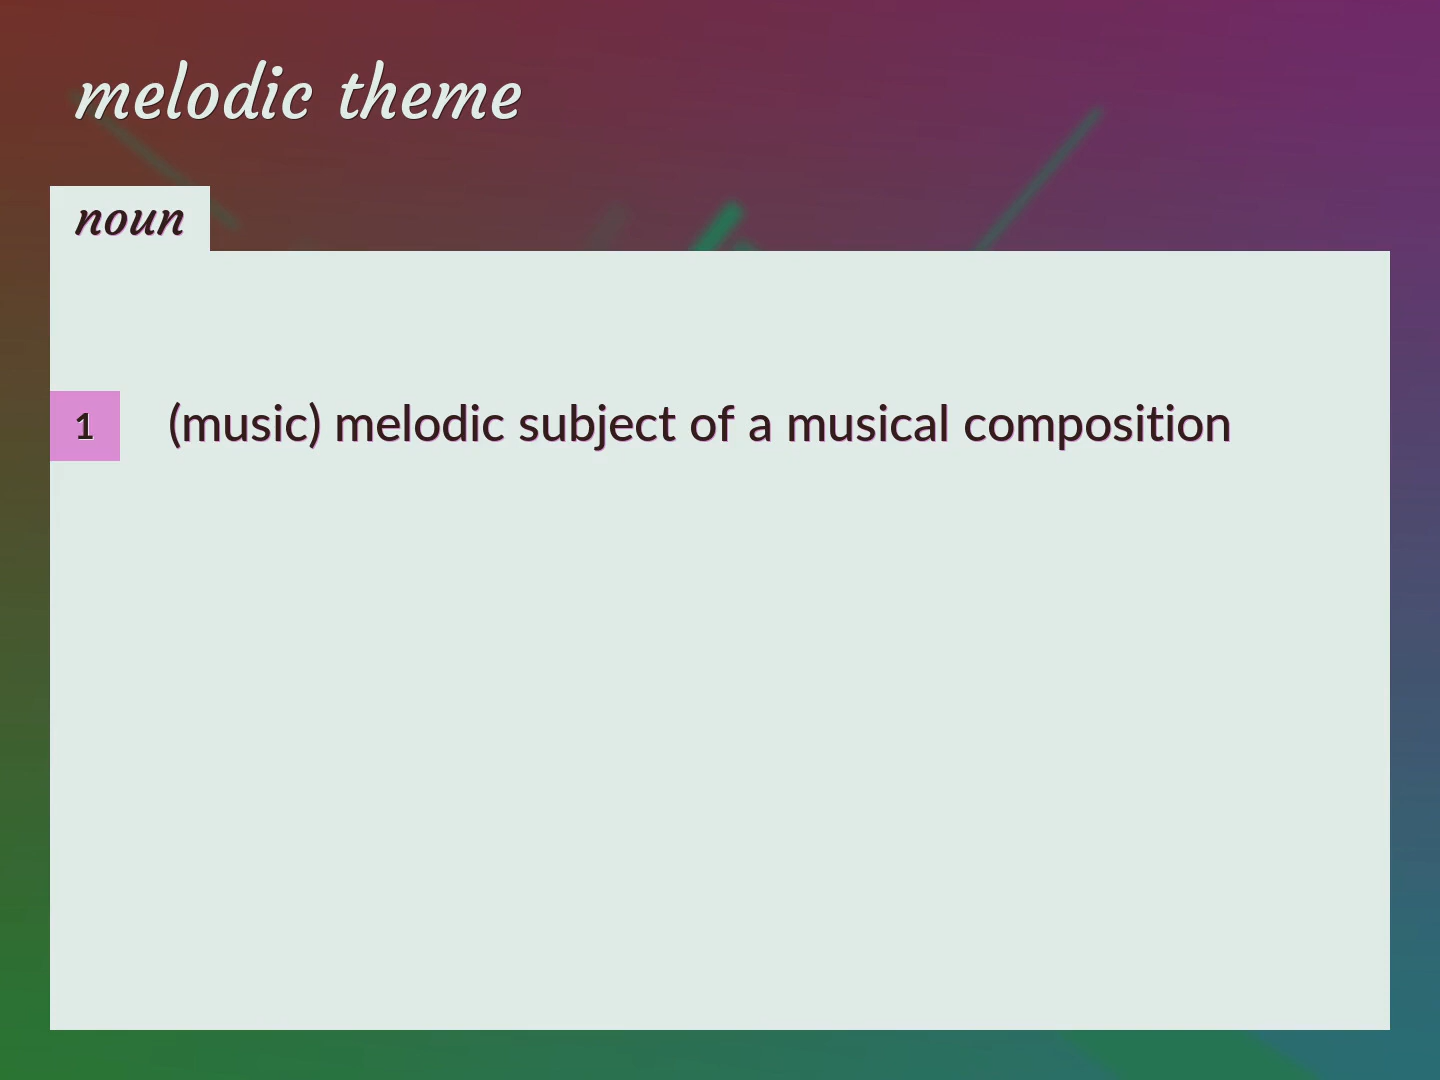 melodic theme
noun
1 (music) melodic subject of a musical composition